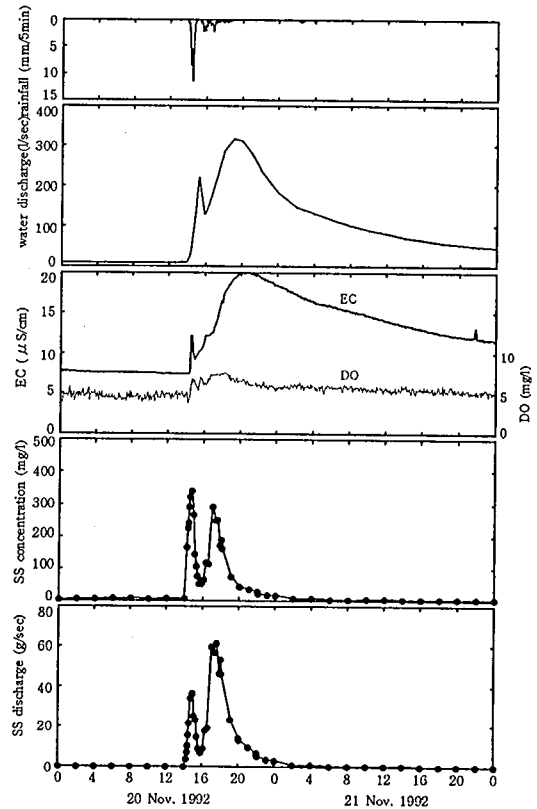 rainfall (mm/5min)
0
5
10
15
water discharge(l/sec)
400
300
200
100
0
EC ( μS/cm)
20
15
10
5
0
EC
DO
10
5
0
DO (mg/l)
SS concentration (mg/l)
500
400
300
200
100
0
SS discharge (g/sec)
80
60
40
20
0
0 4 8 12 16 20 0 4 8 12 16 20 0
20 Nov. 1992 21 Nov. 1992